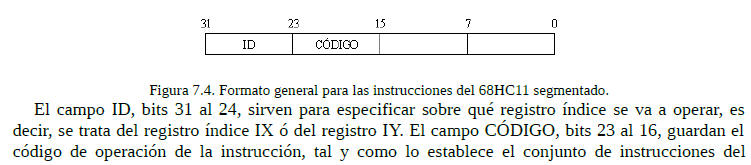 31 23 15 7 0
ID CÓDIGO
Figura 7.4. Formato general para las instrucciones del 68HC11 segmentado.
El campo ID, bits 31 al 24, sirven para especificar sobre qué registro índice se va a operar, es
decir, se trata del registro índice IX ó del registro IY. El campo CÓDIGO, bits 23 al 16, guardan el
código de operación de la instrucción, tal y como lo establece el conjunto de instrucciones del